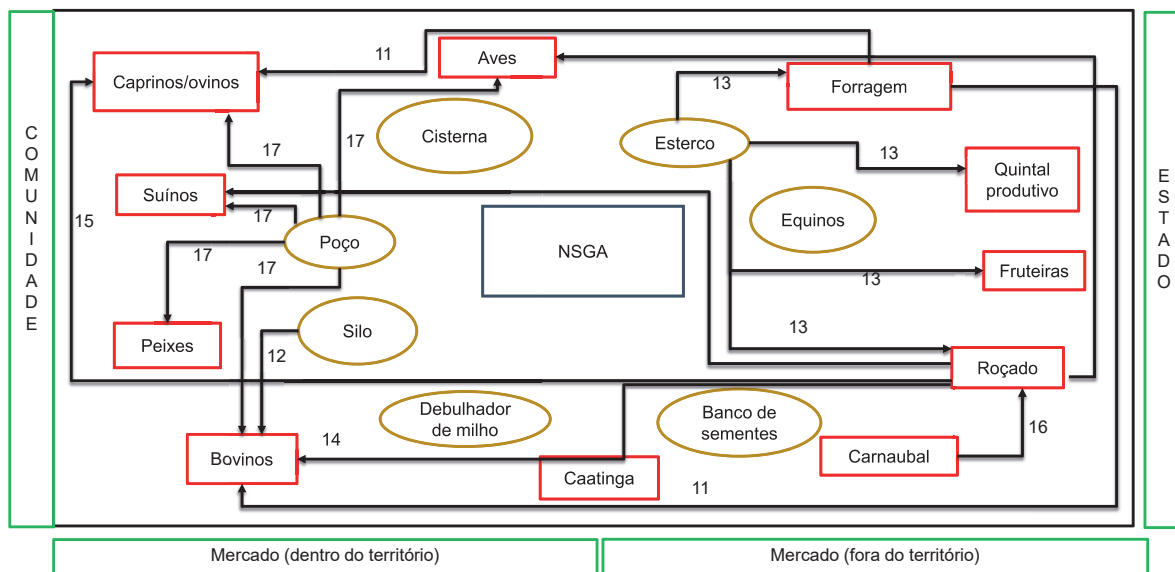 COMUNIDADE
ESTADO
11
Aves
Caprinos/ovinos
13
Forragem
Cisterna
17
Esterco
17
13
Quintal
produtivo
Suínos
17
15
Equinos
Poço
NSGA
17
17
Fruteiras
13
Silo
13
Peixes
12
Roçado
Debulhador
de milho
Banco de
sementes
16
14
Bovinos
Carnaubal
Caatinga
11
Mercado (dentro do território)
Mercado (fora do território)